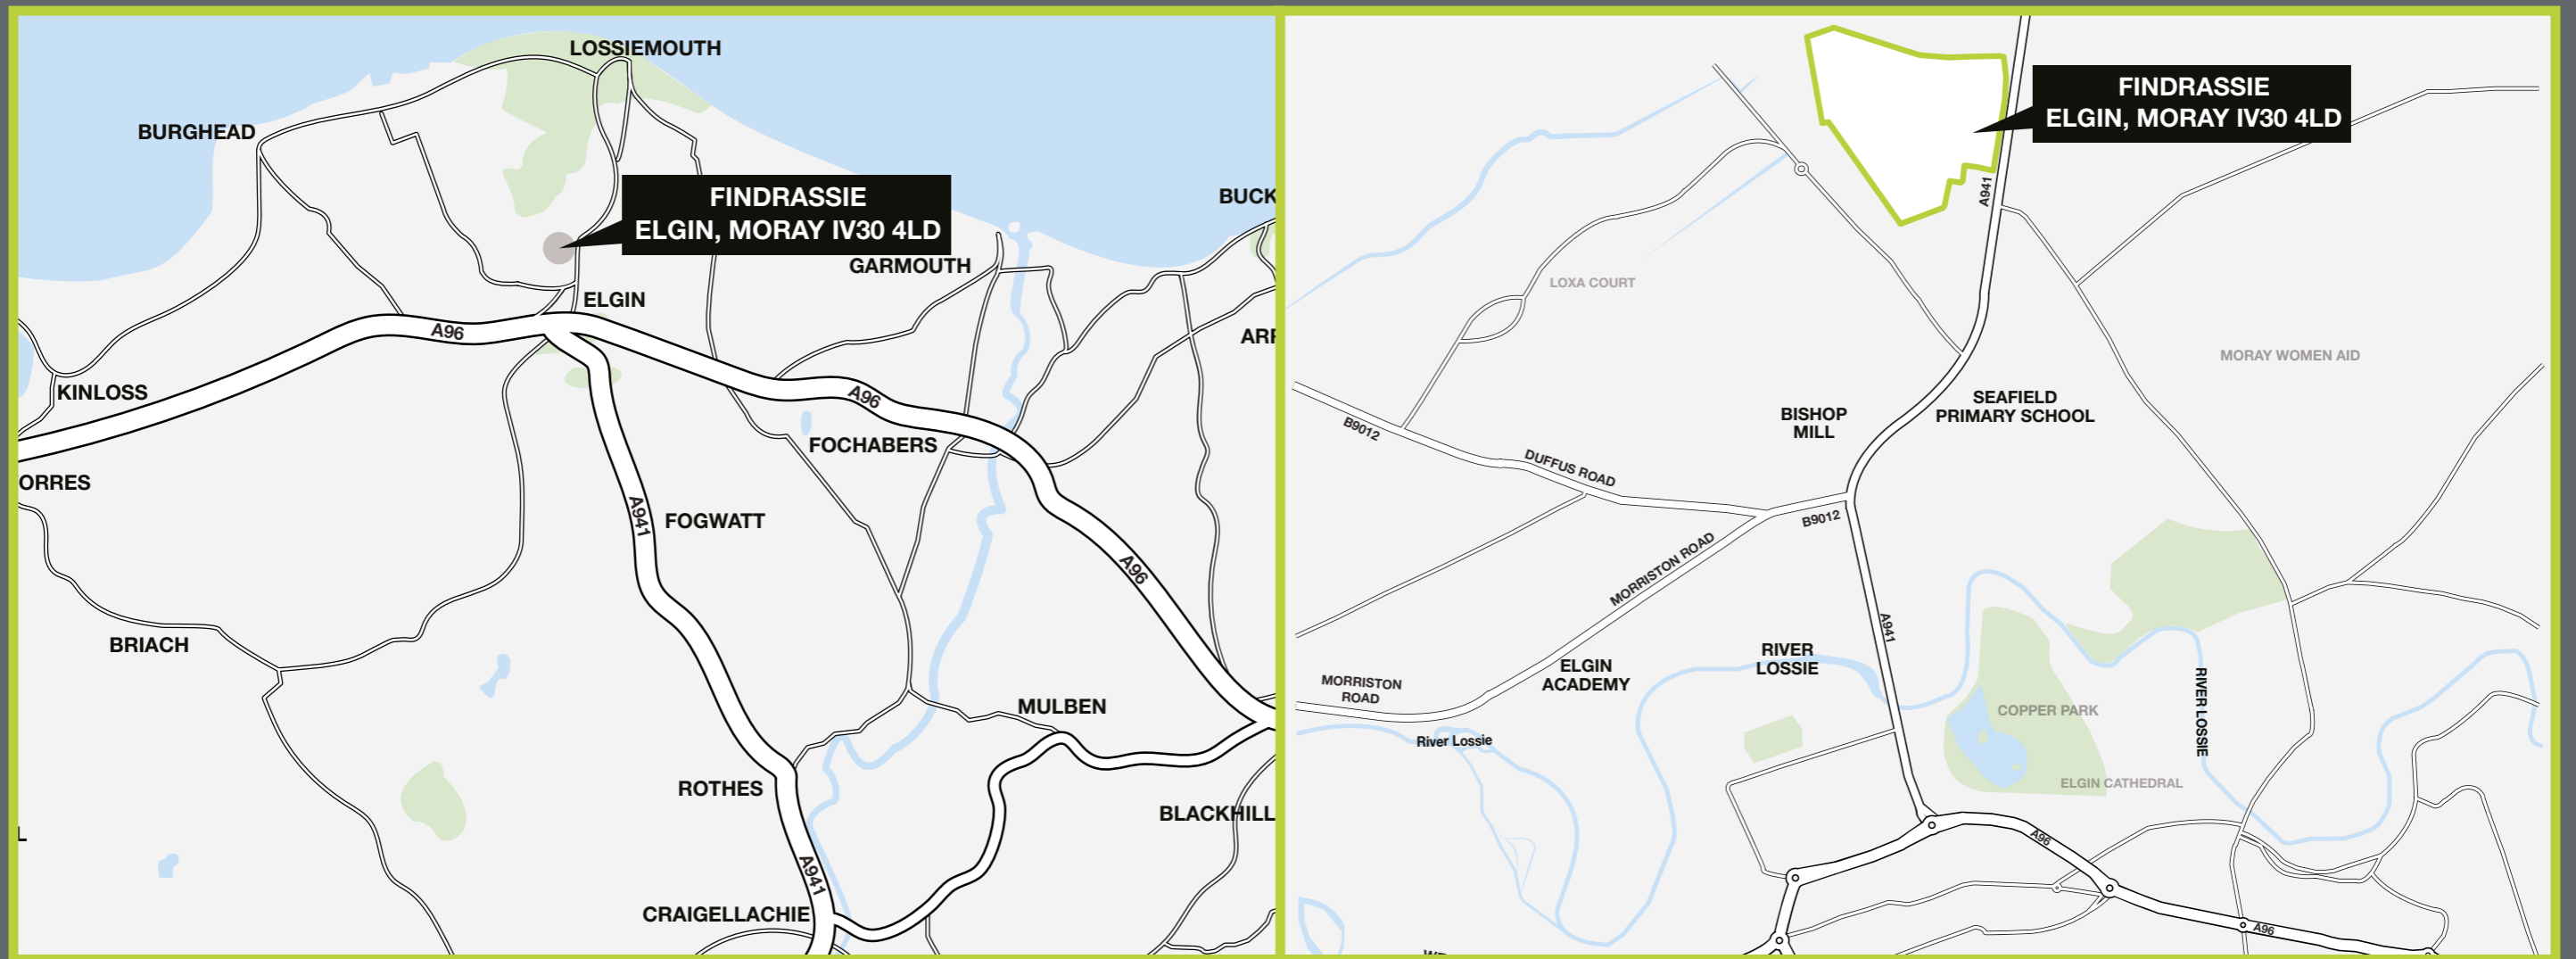 LOSSIEMOUTH
BURGHEAD
FINDRASSIE
ELGIN, MORAY IV30 4LD
BUCK
GARMOUTH
ELGIN
A96
ARR
KINLOSS
A96
FOCHABERS
ORRES
A941
FOGWATT
A96
BRIACH
MULBEN
ROTHES
BLACKHILL
L
A941
CRAIGELLACHIE
FINDRASSIE
ELGIN, MORAY IV30 4LD
A941
LOXA COURT
MORAY WOMEN AID
SEAFIELD
PRIMARY SCHOOL
BISHOP
MILL
B9012
DUFFUS ROAD
B9012
MORRISTON ROAD
A941
RIVER
LOSSIE
ELGIN
ACADEMY
MORRISTON
ROAD
RIVER LOSSIE
COPPER PARK
River Lossie
ELGIN CATHEDRAL
A96
A96